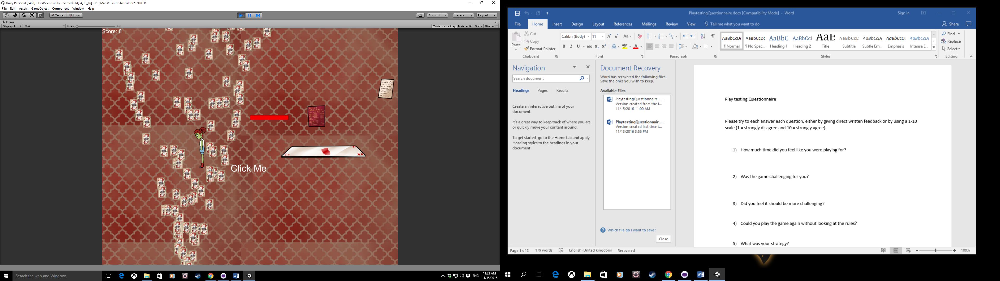 Unity Personal (64bit) - FirstScene.unity - GameBuild[14_11_16] - PC, Mac & Linux Standalone* <DX11>
File Edit Assets GameObject Component Window Help
Center Local
Account Layers Layout
Game
Display 1 5:4 Scale 1x Maximize on Play Mute audio Stats Gizmos
Score: 8
Click Me
Search the web and Windows
ENG
11:21 AM
11/15/2016
PlaytestingQuestionnaire.docx [Compatibility Mode] - Word
Sign in
File Home Insert Design Layout References Mailings Review View Tell me what you want to do Share
Paste
Cut
Copy
Format Painter
Clipboard
Calibri (Body) 11
Font
Paragraph
AaBbCcDc AaBbCcDc AaBbC AaBbCcI AaB AaBbCcD AaBbCcDt AaBbCcDt AaBbCcDt
¶ Normal ¶ No Spac... Heading 1 Heading 2 Title Subtitle Subtle Em... Emphasis Intense E...
Styles
Find
Replace
Select
Editing
Navigation
Search document
Headings Pages Results
Create an interactive outline of your
document.
It's a great way to keep track of where you are
or quickly move your content around.
To get started, go to the Home tab and apply
Heading styles to the headings in your
document.
Document Recovery
Word has recovered the following files.
Save the ones you wish to keep.
Available Files
PlaytestingQuestionnaire.... .
Version created from the l...
11/15/2016 11:00 AM
PlaytestingQuestionnair... .
Version created last time t...
11/13/2016 3:56 PM
Which file do I want to save?
Close
Play testing Questionnaire
Please try to each answer each question, either by giving direct written feedback or by using a 1-10
scale (1 = strongly disagree and 10 = strongly agree).
1) How much time did you feel like you were playing for?
2) Was the game challenging for you?
3) Did you feel it should be more challenging?
4) Could you play the game again without looking at the rules?
5) What was your strategy?
Page 1 of 2 179 words English (United Kingdom) Recovered 100%